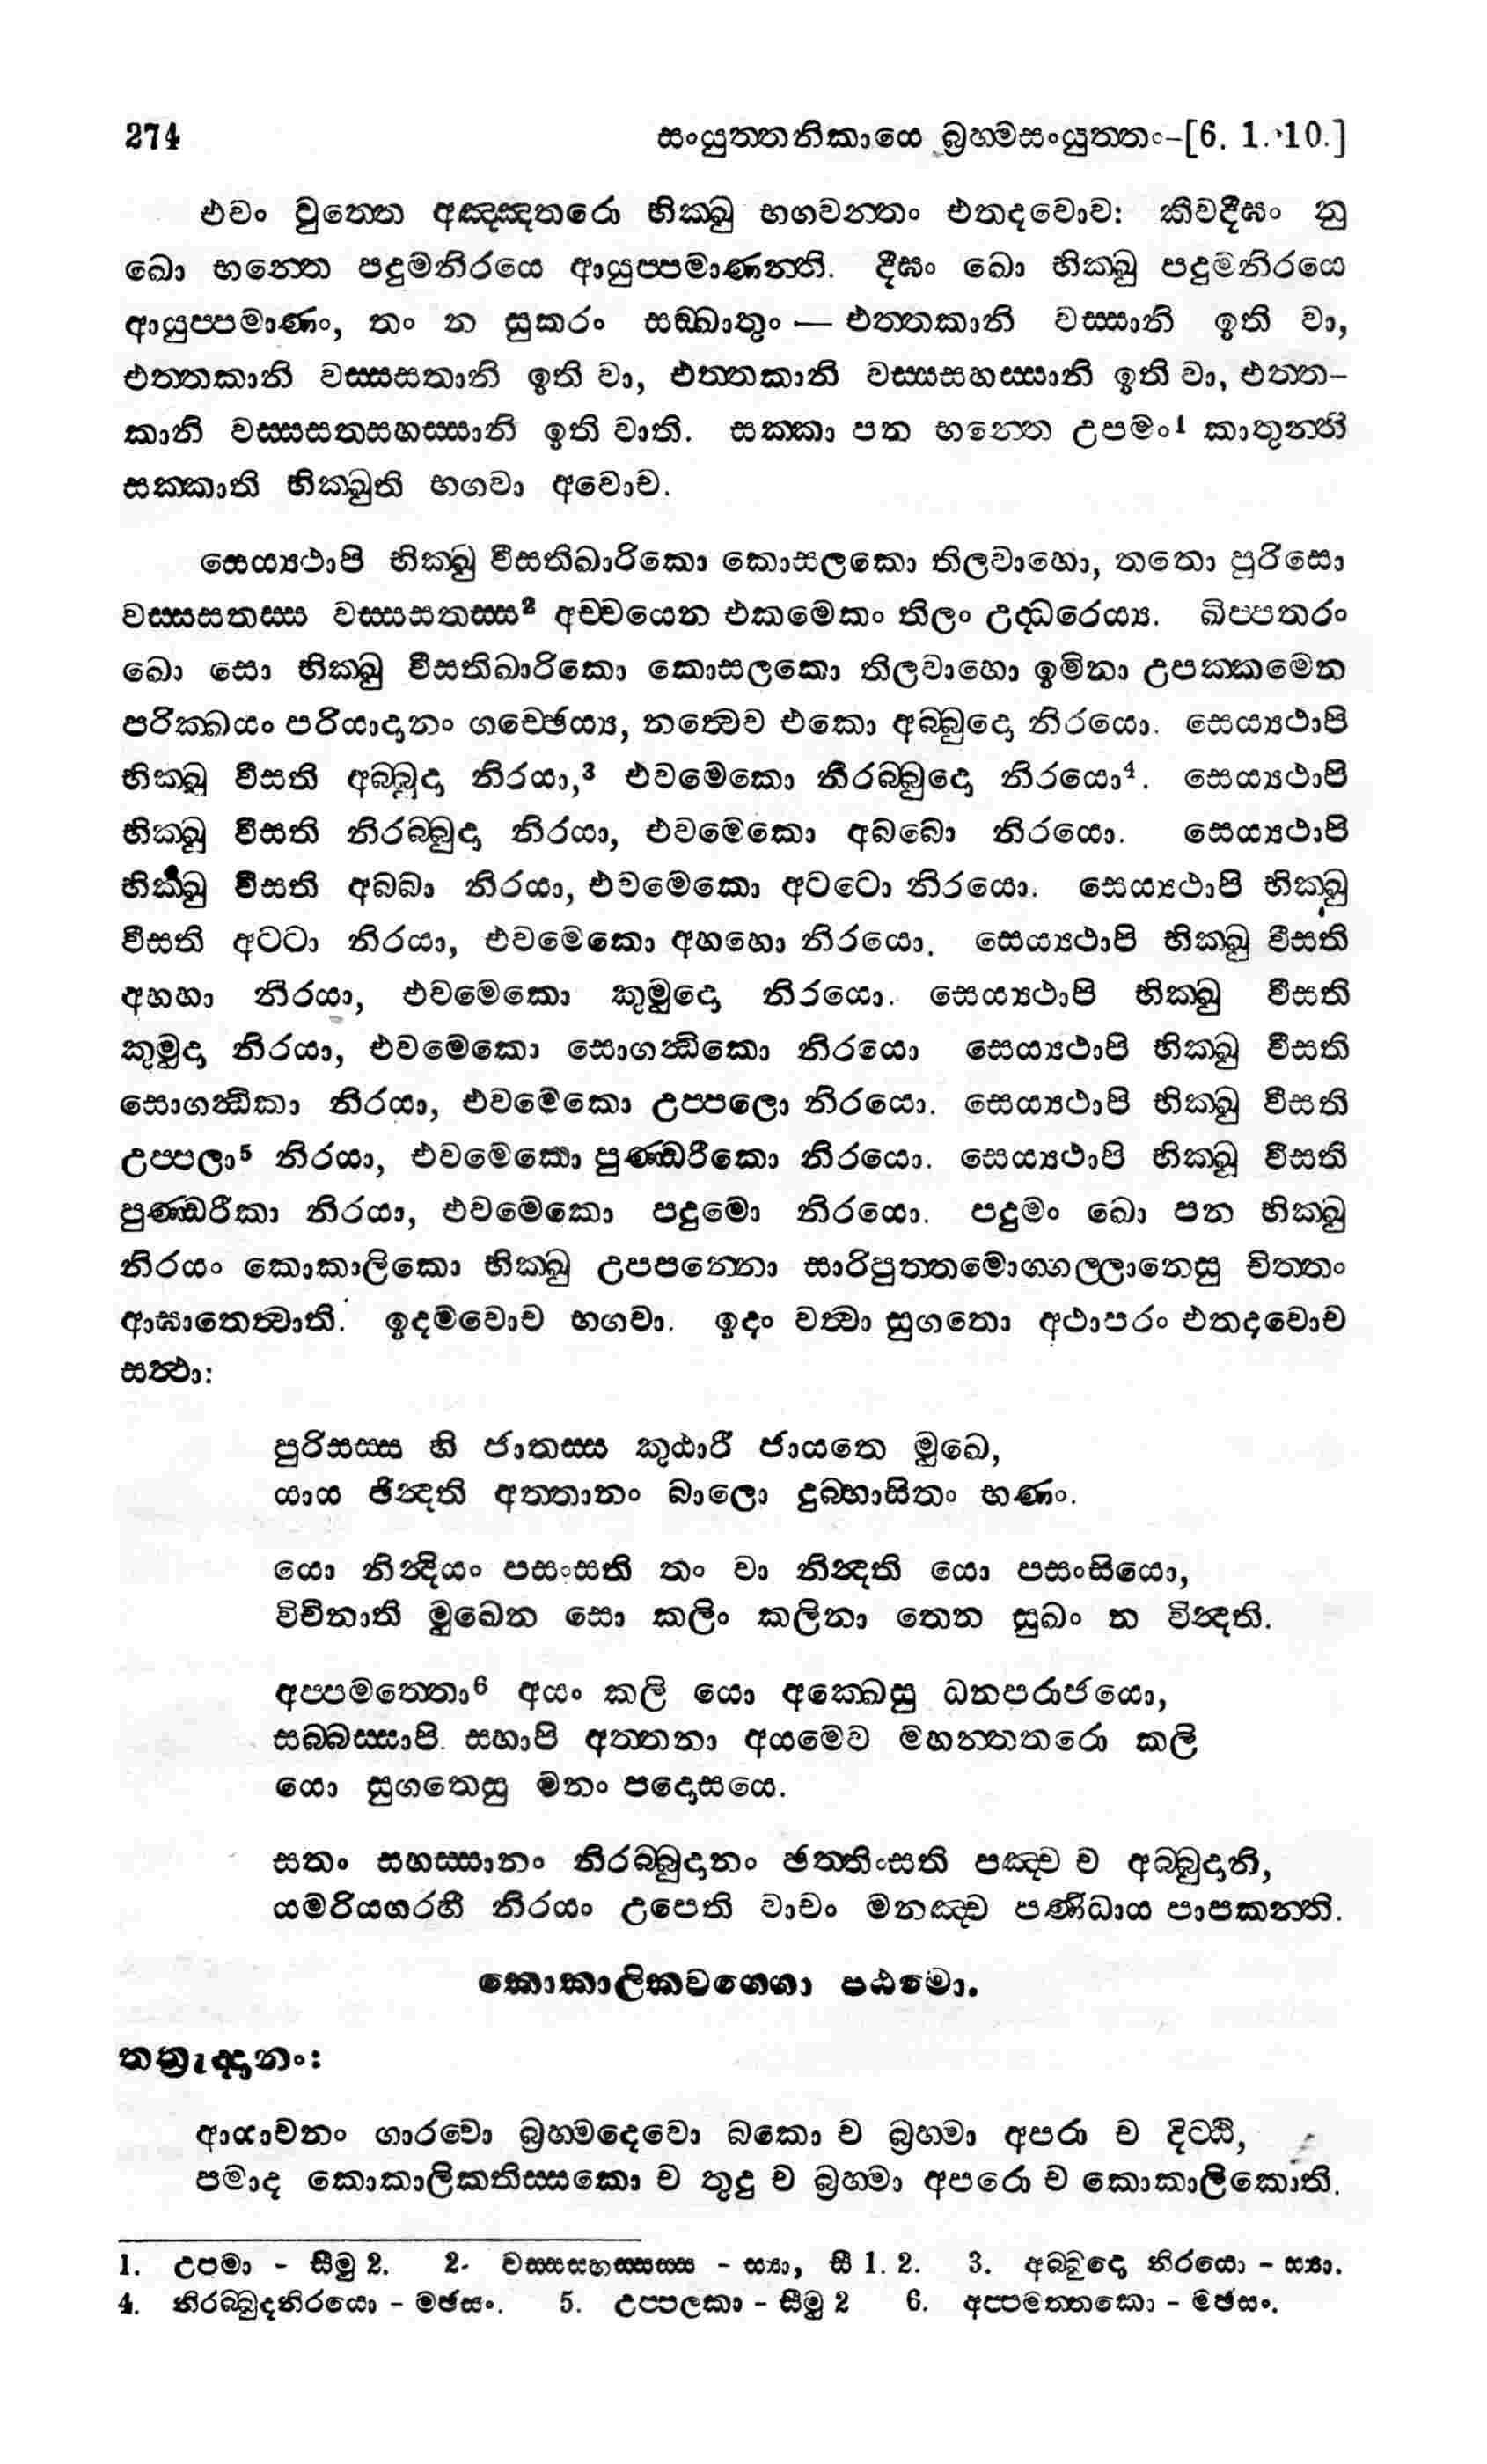 274 සංයුත්තනිකායෙ බ්‍රහ්මසංයුත්තං-[6. 1. 10.]
එවං වුත්තෙ අඤ්ඤතරො භික්ඛු භගවන්තං එතදවොච: කීවදීඝං නු
ඛො භන්තෙ පදුමනිරයෙ ආයුප්පමාණන්ති. දීඝං ඛො භික්ඛු පදුමනිරයෙ
ආයුප්පමාණං, තං න සුකරං සඞ්ඛාතුං — එත්තකානි වස්සානි ඉති වා,
එත්තකානි වස්සසතානි ඉති වා, එත්තකානි වස්සසහස්සානි ඉති වා, එත්ත-
කානි වස්සසතසහස්සානි ඉති වාති. සක්කා පන භන්තෙ උපමං1 කාතුන්ති
සක්කාති භික්ඛුති භගවා අවොච.
සෙය්‍යථාපි භික්ඛු වීසතිඛාරිකො කොසලකො තිලවාහො, තතො පුරිසො
වස්සසතස්ස වස්සසතස්ස2 අච්චයෙන එකමෙකං තිලං උද්ධරෙය්‍ය. ඛිප්පතරං
ඛො සො භික්ඛු වීසතිඛාරිකො කොසලකො තිලවාහො ඉමිනා උපක්කමෙන
පරික්ඛයං පරියාදානං ගච්ඡෙය්‍ය, නත්වෙව එකො අබ්බුදො නිරයො. සෙය්‍යථාපි
භික්ඛු වීසති අබ්බුදා නිරයා,3 එවමෙකො නිරබ්බුදො නිරයො4. සෙය්‍යථාපි
භික්ඛු වීසති නිරබ්බුදා නිරයා, එවමෙකො අබබො නිරයො. සෙය්‍යථාපි
භික්ඛු වීසති අබබා නිරයා, එවමෙකො අටටො නිරයො. සෙය්‍යථාපි භික්ඛු
වීසති අටටා නිරයා, එවමෙකො අහහො නිරයො. සෙය්‍යථාපි භික්ඛු වීසති
අහහා නිරයා, එවමෙකො කුමුදො නිරයො. සෙය්‍යථාපි භික්ඛු වීසති
කුමුදා නිරයා, එවමෙකො සොගන්ධිකො නිරයො සෙය්‍යථාපි භික්ඛු වීසති
සොගන්ධිකා නිරයා, එවමෙකො උප්පලො නිරයො. සෙය්‍යථාපි භික්ඛු වීසති
උප්පලා5 නිරයා, එවමෙකො පුණ්ඩරීකො නිරයො. සෙය්‍යථාපි භික්ඛු වීසති
පුණ්ඩරීකා නිරයා, එවමෙකො පදුමො නිරයො. පදුමං ඛො පන භික්ඛු
නිරයං කොකාලිකො භික්ඛු උපපන්නො සාරිපුත්තමොග්ගල්ලානෙසු චිත්තං
ආඝාතෙත්වාති. ඉදමවොච භගවා. ඉදං වත්වා සුගතො අථාපරං එතදවොච
සත්ථා:
පුරිසස්ස හි ජාතස්ස කුඨාරී ජායතෙ මුඛෙ,
යාය ඡින්දති අත්තානං බාලො දුබ්භාසිතං භණං.
යො නින්දියං පසංසති තං වා නින්දති යො පසංසියො,
විචිනාති මුඛෙන සො කලිං කලිනා තෙන සුඛං න වින්දති.
අප්පමත්තො6 අයං කලි යො අක්ඛෙසු ධනපරාජයො,
සබ්බස්සාපි සහාපි අත්තනා අයමෙව මහන්තතරො කලි
යො සුගතෙසු මනං පදොසයෙ.
සතං සහස්සානං නිරබ්බුදානං ඡත්තිංසති පඤ්ච ච අබ්බුදානි,
යමරියගරහී නිරයං උපෙති වාචං මනඤ්ච පණිධාය පාපකන්ති.
කොකාලිකවග්ගො පඨමො.
තත්‍රුද්දානං:
ආයාචනං ගාරවො බ්‍රහ්මදෙවො බකො ච බ්‍රහ්මා අපරා ච දිට්ඨි,
පමාද කොකාලිකතිස්සකො ච තුදු ච බ්‍රහ්මා අපරො ච කොකාලිකොති.
1. උපමා - සීමු 2. 2. වස්සසහස්සස්ස - ස්‍යා, සී 1. 2. 3. අබ්බුදො නිරයො - ස්‍යා.
4. නිරබ්බුදනිරයො - මඡසං. 5. උප්පලකා - සීමු 2 6. අප්පමත්තකො - මඡසං.